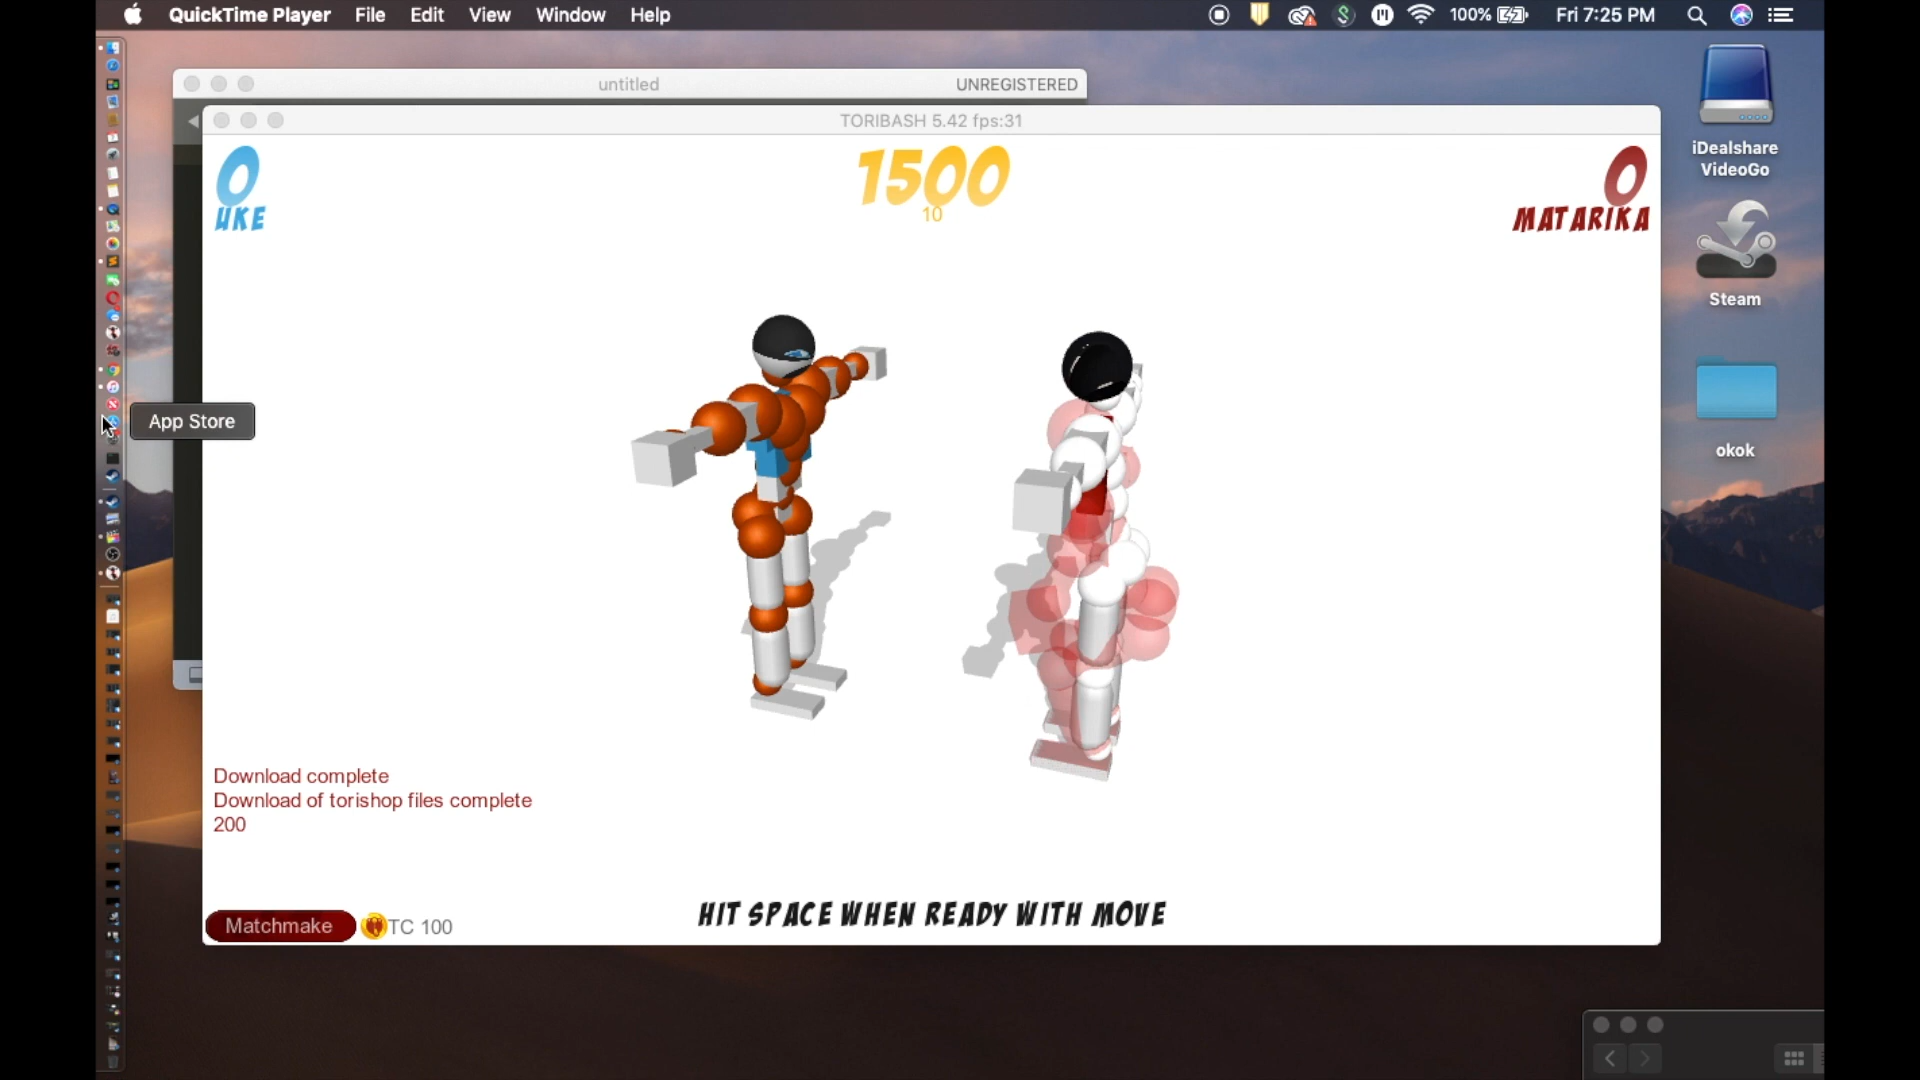 QuickTime Player File Edit View Window Help 100% Fri 7:25 PM
untitled UNREGISTERED
TORIBASH 5.42 fps:31
0 1500 0
10
UKE MATARIKA
iDealshare
VideoGo
Steam
okok
App Store
Download complete
Download of torishop files complete
200
Matchmake TC 100
HIT SPACE WHEN READY WITH MOVE